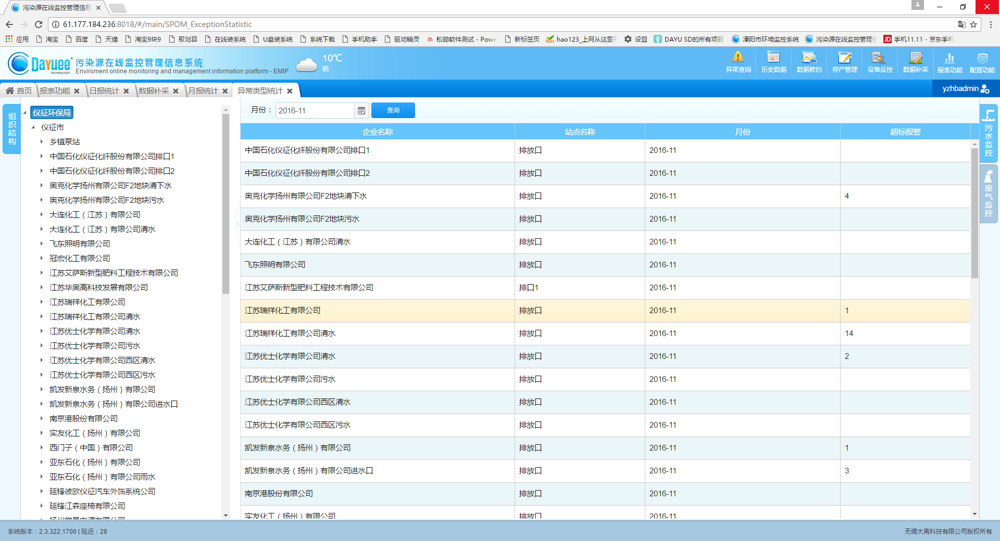 污染源在线监控管理信息
61.177.184.236:8018/#/main/SPOM_ExceptionStatistic
应用 淘宝 百度 天猫 淘宝9块9 聚划算 在线装系统 U盘装系统 系统下载 手机助手 驱动精灵 松勤软件测试 - Powe 新标签页 hao123_上网从这里开 设置 DAYU SD的所有项目 溧阳市环境监控系统 污染源在线监控管理信 手机11.11 - 京东手机
Dayuee TECHNOLOGY
污染源在线监控管理信息系统
Enviroment online monitoring and management information platform - EMIP
10℃
阴
异常查询 历史数据 数据修约 停产管理 设备反控 数据补采 报表功能 配置功能
首页 报表功能 日报统计 数据补采 月报统计 异常类型统计
yzhbadmin
组织结构
仪征环保局
仪征市
乡镇泵站
中国石化仪征化纤股份有限公司排口1
中国石化仪征化纤股份有限公司排口2
奥克化学扬州有限公司F2地块清下水
奥克化学扬州有限公司F2地块污水
大连化工（江苏）有限公司
大连化工（江苏）有限公司清水
飞东照明有限公司
冠宏化工有限公司
江苏艾萨斯新型肥料工程技术有限公司
江苏华奥高科技发展有限公司
江苏瑞祥化工有限公司
江苏瑞祥化工有限公司清水
江苏优士化学有限公司清水
江苏优士化学有限公司污水
江苏优士化学有限公司西区清水
江苏优士化学有限公司西区污水
凯发新泉水务（扬州）有限公司
凯发新泉水务（扬州）有限公司进水口
南京港股份有限公司
实友化工（扬州）有限公司
西门子（中国）有限公司
亚东石化（扬州）有限公司
亚东石化（扬州）有限公司雨水
延锋彼欧仪征汽车外饰系统公司
延锋江森座椅有限公司
月份： 2016-11 查询
企业名称 站点名称 月份 超标报警
中国石化仪征化纤股份有限公司排口1 排放口 2016-11
中国石化仪征化纤股份有限公司排口2 排放口 2016-11
奥克化学扬州有限公司F2地块清下水 排放口 2016-11 4
奥克化学扬州有限公司F2地块污水 排放口 2016-11
大连化工（江苏）有限公司清水 排放口 2016-11
飞东照明有限公司 排放口 2016-11
江苏艾萨斯新型肥料工程技术有限公司 排口1 2016-11
江苏瑞祥化工有限公司 排放口 2016-11 1
江苏瑞祥化工有限公司清水 排放口 2016-11 14
江苏优士化学有限公司清水 排放口 2016-11 2
江苏优士化学有限公司污水 排放口 2016-11
江苏优士化学有限公司西区清水 排放口 2016-11
江苏优士化学有限公司西区污水 排放口 2016-11
凯发新泉水务（扬州）有限公司 排放口 2016-11 1
凯发新泉水务（扬州）有限公司进水口 排放口 2016-11 3
南京港股份有限公司 排放口 2016-11
实友化工（扬州）有限公司 排放口 2016-11
污水监控
废气监控
系统版本：2.3.322.1700 | 延迟：28
无锡大禹科技有限公司版权所有